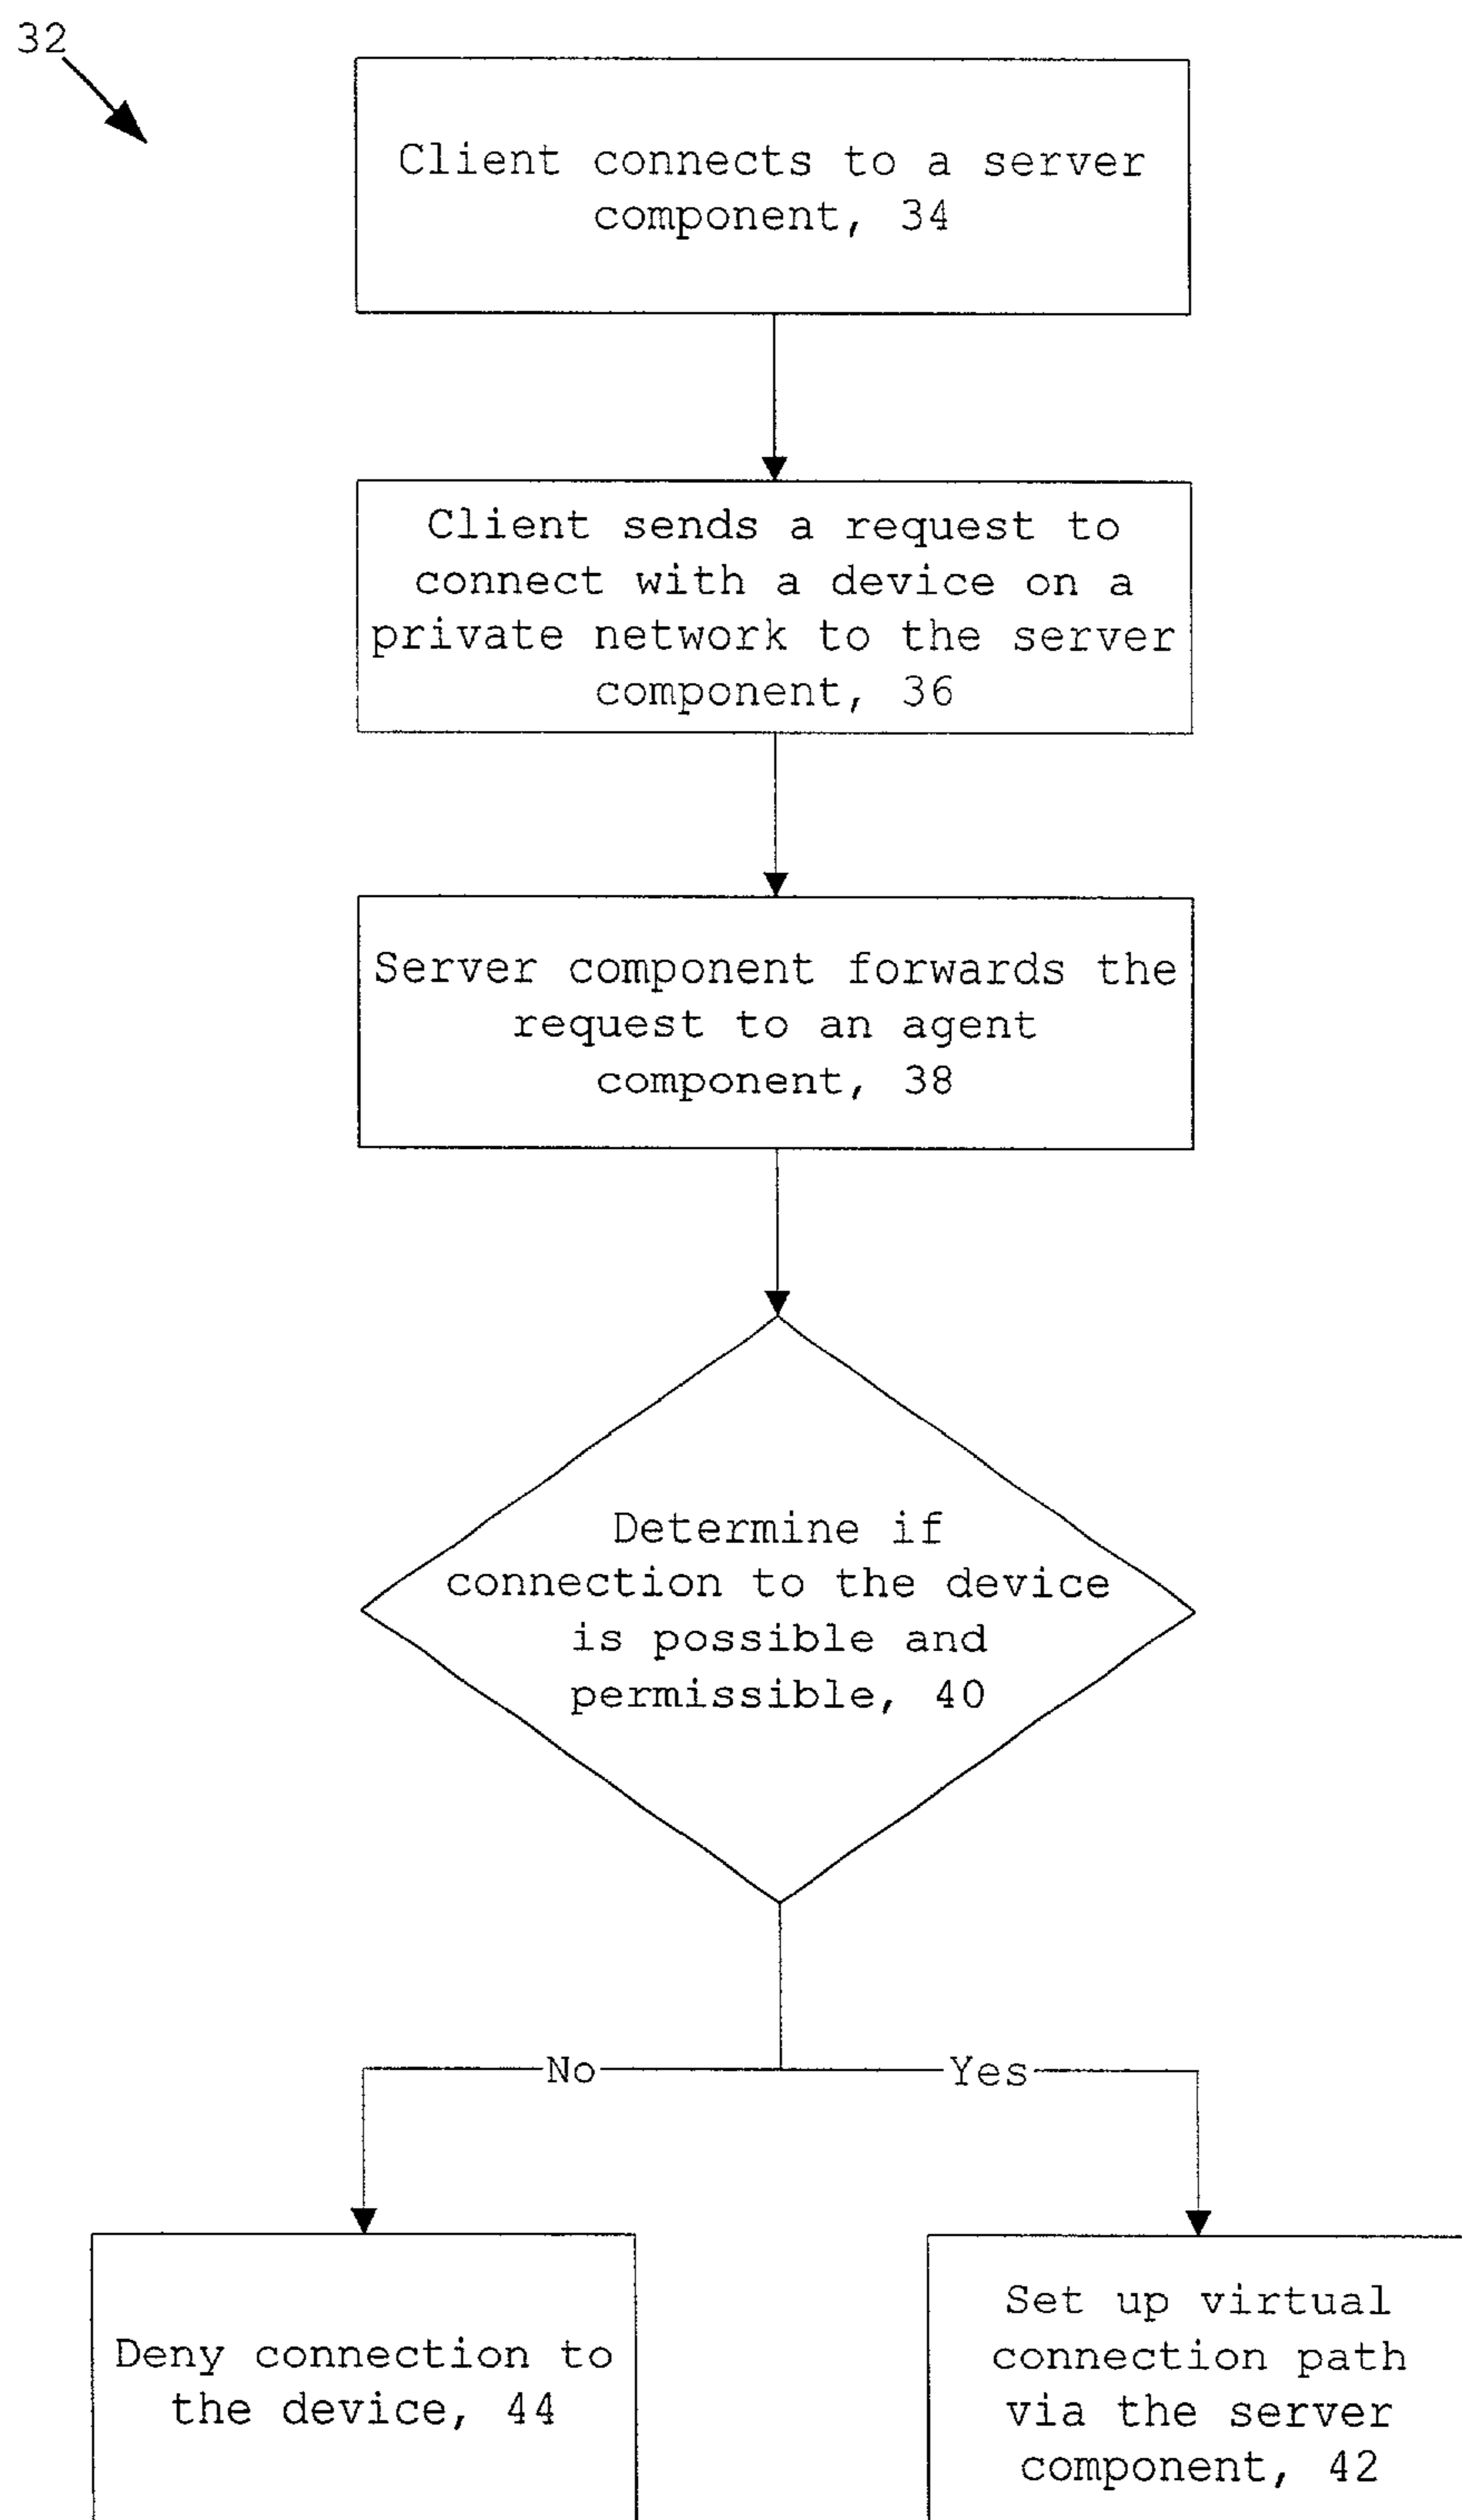 32
Client connects to a server
component, 34
Client sends a request to
connect with a device on a
private network to the server
component, 36
Server component forwards the
request to an agent
component, 38
Determine if
connection to the device
is possible and
permissible, 40
No
Yes
Deny connection to
the device, 44
Set up virtual
connection path
via the server
component, 42